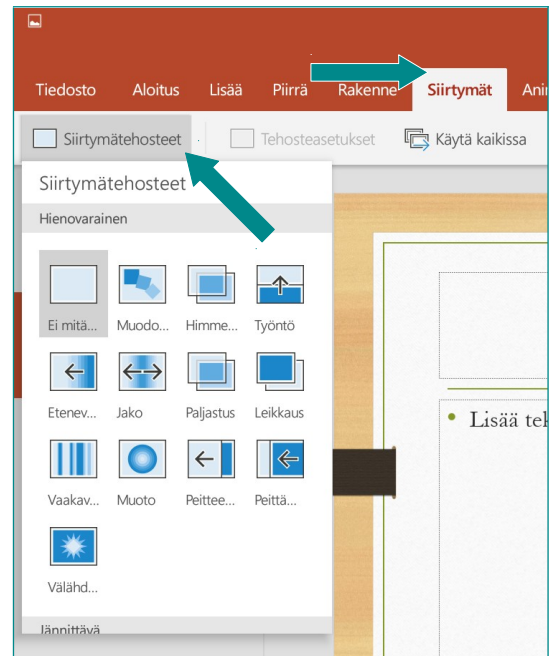 Tiedosto Aloitus Lisää Piirrä Rakenne Siirtymät Anir
Siirtymätehosteet Tehosteasetukset Käytä kaikissa
Siirtymätehosteet
Hienovarainen
Ei mitä... Muodo... Himme... Työntö
Etenev... Jako Paljastus Leikkaus
Vaakav... Muoto Peittee... Peittä...
Välähd...
Jännittävä
• Lisää tek